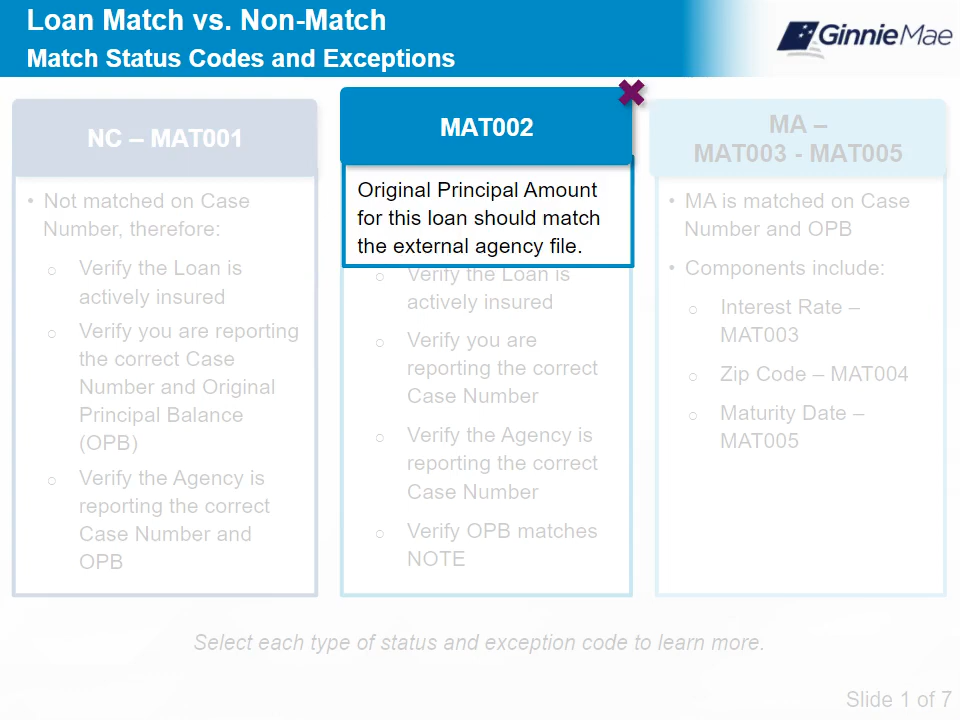 Loan Match vs. Non-Match
Match Status Codes and Exceptions
GinnieMae
NC – MAT001
• Not matched on Case
Number, therefore:
○ Verify the Loan is
actively insured
○ Verify you are reporting
the correct Case
Number and Original
Principal Balance
(OPB)
○ Verify the Agency is
reporting the correct
Case Number and
OPB
MAT002
Original Principal Amount
for this loan should match
the external agency file.
○ Verify the Loan is
actively insured
○ Verify you are
reporting the correct
Case Number
○ Verify the Agency is
reporting the correct
Case Number
○ Verify OPB matches
NOTE
MA –
MAT003 - MAT005
• MA is matched on Case
Number and OPB
• Components include:
○ Interest Rate –
MAT003
○ Zip Code – MAT004
○ Maturity Date –
MAT005
Select each type of status and exception code to learn more.
Slide 1 of 7